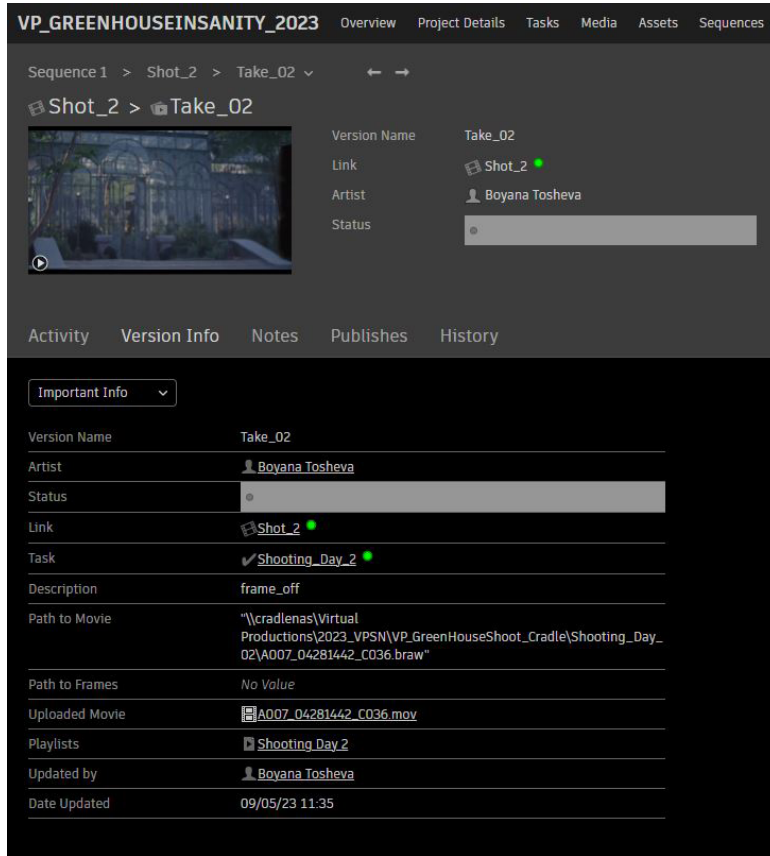 VP_GREENHOUSEINSANITY_2023 Overview Project Details Tasks Media Assets Sequences
Sequence 1 > Shot_2 > Take_02 ← →
Shot_2 > Take_02
Version Name Take_02
Link Shot_2
Artist Boyana Tosheva
Status
Activity Version Info Notes Publishes History
Important Info
Version Name Take_02
Artist Boyana Tosheva
Status
Link Shot_2
Task Shooting_Day_2
Description frame_off
Path to Movie "\\cradlenas\Virtual
Productions\2023_VPSN\VP_GreenHouseShoot_Cradle\Shooting_Day_
02\A007_04281442_C036.braw"
Path to Frames No Value
Uploaded Movie A007_04281442_C036.mov
Playlists Shooting Day 2
Updated by Boyana Tosheva
Date Updated 09/05/23 11:35